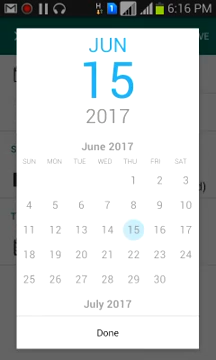 6:16 PM
JUN
15
2017
June 2017
SUN MON TUE WED THU FRI SAT
1 2 3
4 5 6 7 8 9 10
11 12 13 14 15 16 17
18 19 20 21 22 23 24
25 26 27 28 29 30
July 2017
Done